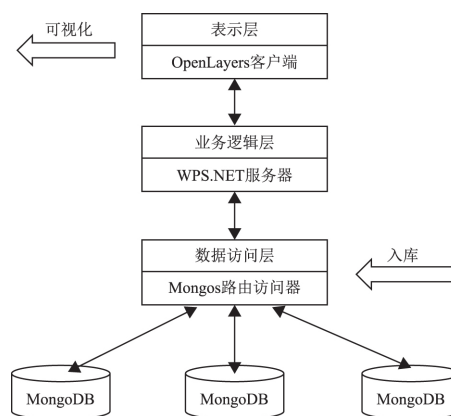 可视化
表示层
OpenLayers客户端
业务逻辑层
WPS.NET服务器
数据访问层
入库
Mongos路由访问器
MongoDB
MongoDB
MongoDB